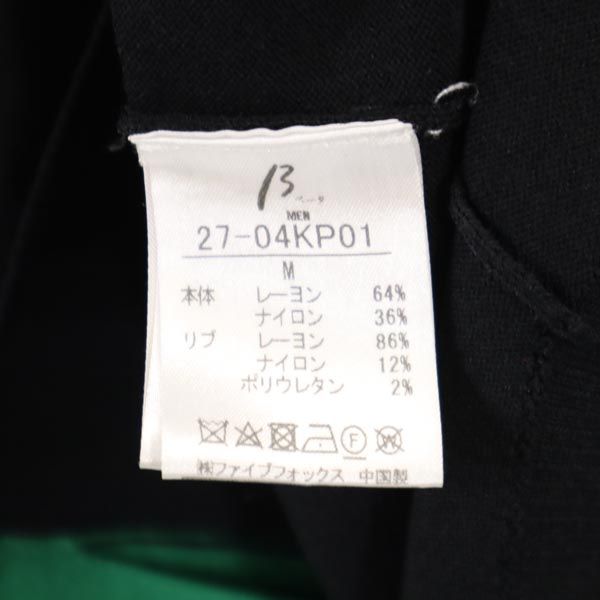 β
ベータ
MEN
27-04KP01
M
本体 レーヨン 64%
ナイロン 36%
リブ レーヨン 86%
ナイロン 12%
ポリウレタン 2%
F W
㈱ファイブフォックス 中国製